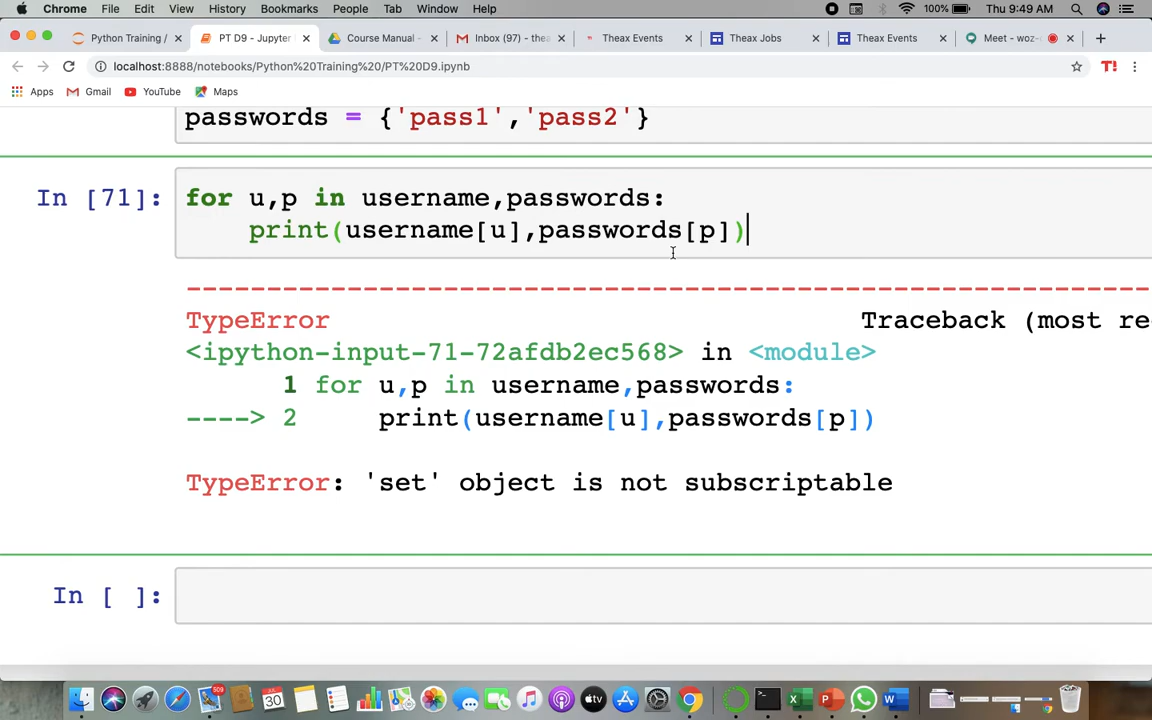 Chrome File Edit View History Bookmarks People Tab Window Help 100% Thu 9:49 AM
Python Training / PT D9 - Jupyter Course Manual - Inbox (97) - thea Theax Events Theax Jobs Theax Events Meet - woz-
localhost:8888/notebooks/Python%20Training%20/PT%20D9.ipynb T!
Apps Gmail YouTube Maps
passwords = {'pass1','pass2'}
In [71]: for u,p in username,passwords:
print(username[u],passwords[p])
TypeError Traceback (most re
<ipython-input-71-72afdb2ec568> in <module>
1 for u,p in username,passwords:
----> 2 print(username[u],passwords[p])
TypeError: 'set' object is not subscriptable
In [ ]:
509 30